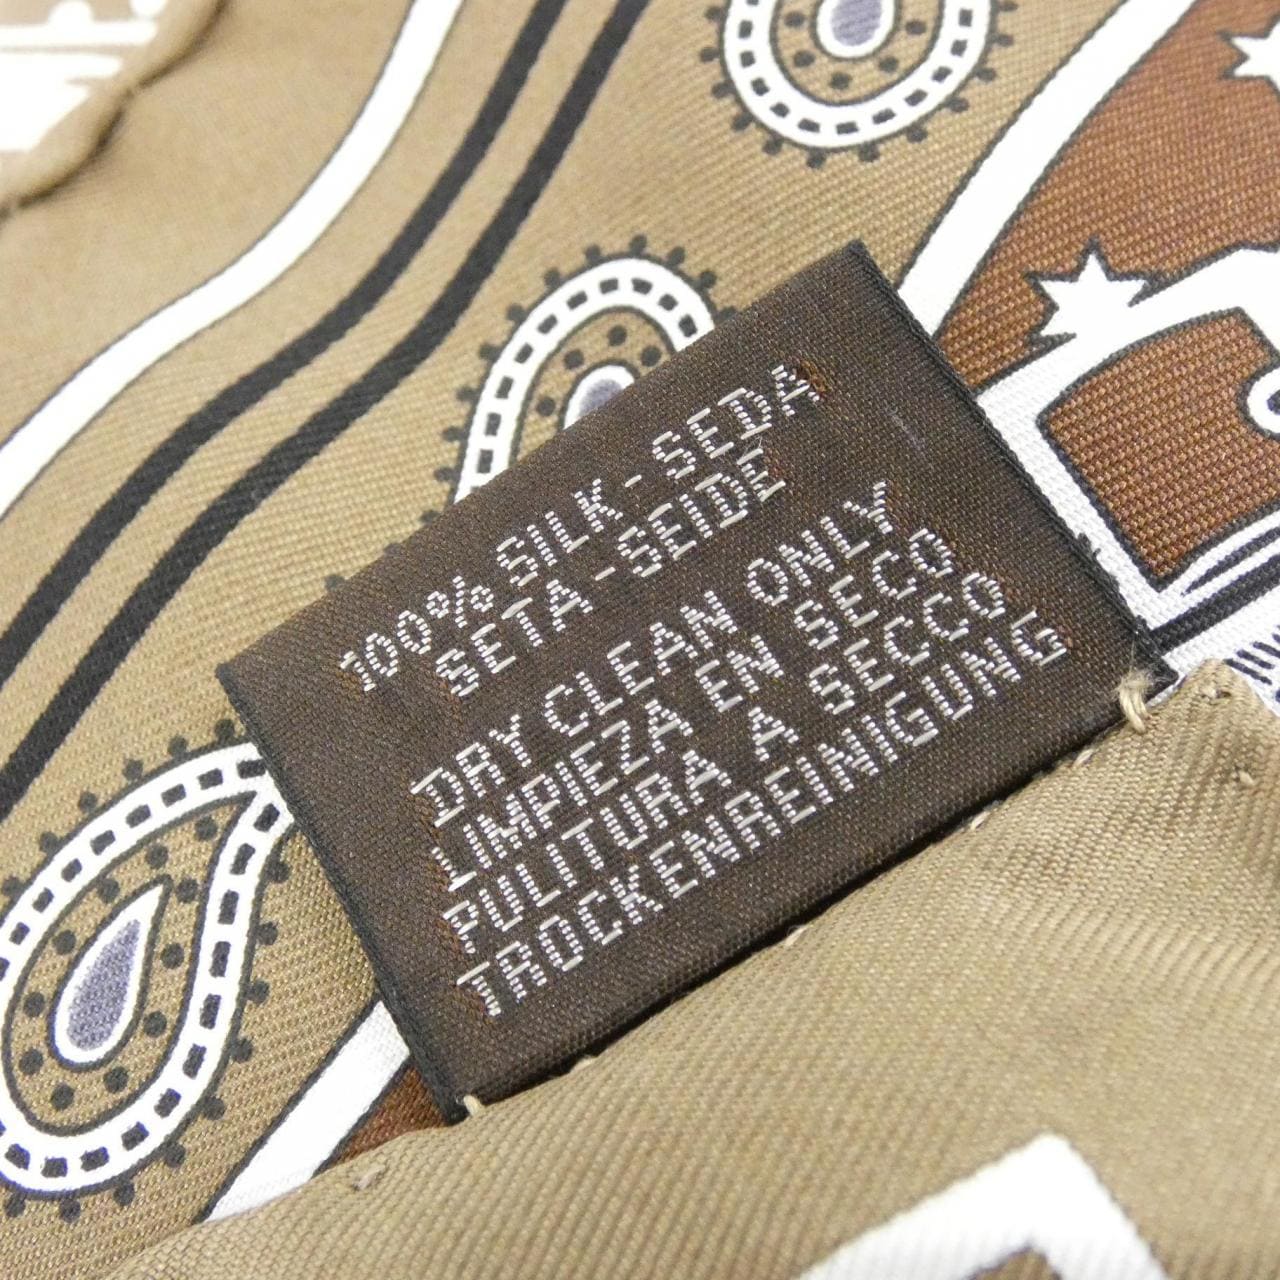 100% SILK - SEDA
SETA - SEIDE
DRY CLEAN ONLY
LIMPIEZA EN SECO
PULITURA A SECCO
TROCKENREINIGUNG